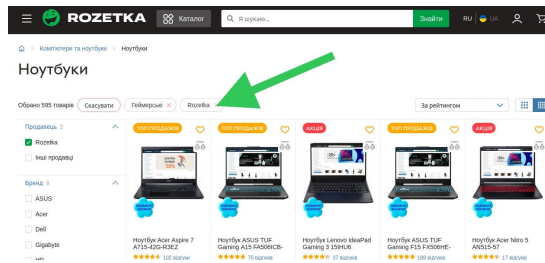 ROZETKA
Каталог
Я шукаю...
Знайти
RU
UA
Комп'ютери та ноутбуки
Ноутбуки
Ноутбуки
Обрано 595 товарів
Скасувати
Геймерські ×
Rozetka
За рейтингом
Продавець 2
Rozetka
Інші продавці
Бренд 6
ASUS
Acer
Dell
Gigabyte
ТОП ПРОДАЖІВ
Ноутбук Acer Aspire 7
A715-42G-R3EZ
102 відгуки
ТОП ПРОДАЖІВ
Ноутбук ASUS TUF
Gaming A15 FA506ICB-
75 відгуків
АКЦІЯ
Ноутбук Lenovo IdeaPad
Gaming 3 15IHU6
37 відгуків
ТОП ПРОДАЖІВ
Ноутбук ASUS TUF
Gaming F15 FX506HE-
189 відгуків
АКЦІЯ
Ноутбук Acer Nitro 5
AN515-57
17 відгуків